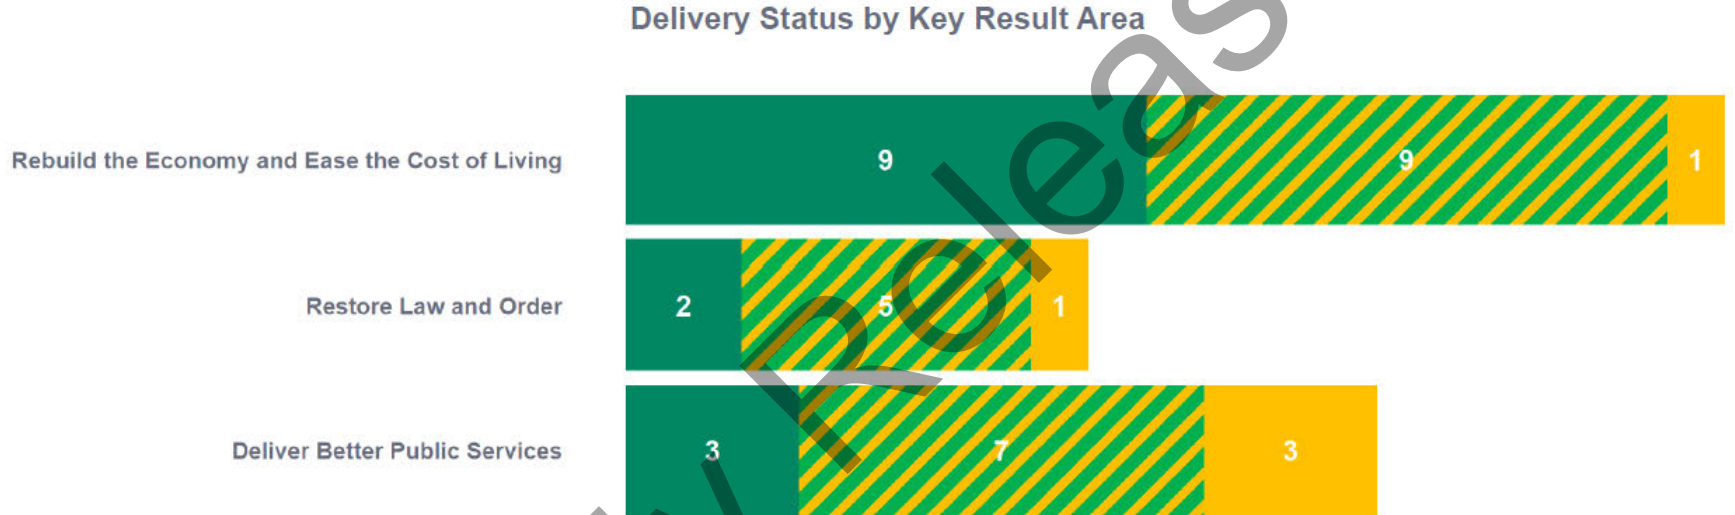 Delivery Status by Key Result Area
Rebuild the Economy and Ease the Cost of Living
9
9
1
Restore Law and Order
2
5
1
Deliver Better Public Services
3
7
3